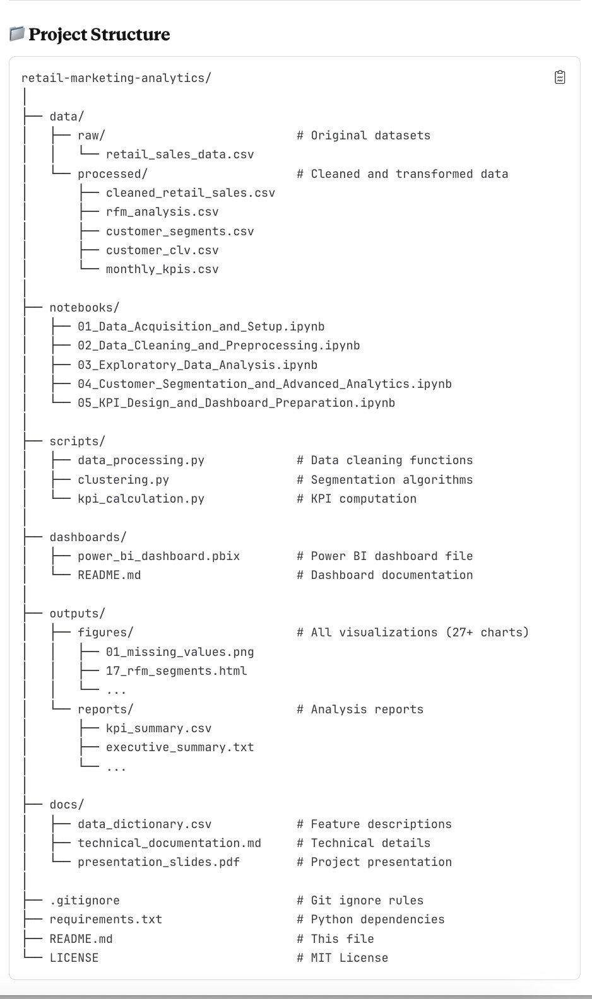 📁 Project Structure
retail-marketing-analytics/
│
├── data/
│   ├── raw/                           # Original datasets
│   │   └── retail_sales_data.csv
│   └── processed/                     # Cleaned and transformed data
│       ├── cleaned_retail_sales.csv
│       ├── rfm_analysis.csv
│       ├── customer_segments.csv
│       ├── customer_clv.csv
│       └── monthly_kpis.csv
│
├── notebooks/
│   ├── 01_Data_Acquisition_and_Setup.ipynb
│   ├── 02_Data_Cleaning_and_Preprocessing.ipynb
│   ├── 03_Exploratory_Data_Analysis.ipynb
│   ├── 04_Customer_Segmentation_and_Advanced_Analytics.ipynb
│   └── 05_KPI_Design_and_Dashboard_Preparation.ipynb
│
├── scripts/
│   ├── data_processing.py             # Data cleaning functions
│   ├── clustering.py                  # Segmentation algorithms
│   └── kpi_calculation.py             # KPI computation
│
├── dashboards/
│   ├── power_bi_dashboard.pbix        # Power BI dashboard file
│   └── README.md                      # Dashboard documentation
│
├── outputs/
│   ├── figures/                       # All visualizations (27+ charts)
│   │   ├── 01_missing_values.png
│   │   ├── 17_rfm_segments.html
│   │   └── ...
│   └── reports/                       # Analysis reports
│       ├── kpi_summary.csv
│       ├── executive_summary.txt
│       └── ...
│
├── docs/
│   ├── data_dictionary.csv            # Feature descriptions
│   ├── technical_documentation.md     # Technical details
│   └── presentation_slides.pdf        # Project presentation
│
├── .gitignore                         # Git ignore rules
├── requirements.txt                   # Python dependencies
├── README.md                          # This file
└── LICENSE                            # MIT License